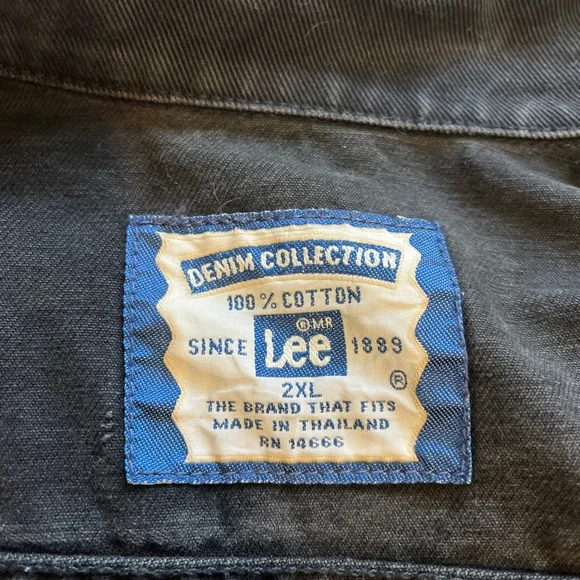 DENIM COLLECTION
100% COTTON
® MR
SINCE Lee 1889
®
2XL
THE BRAND THAT FITS
MADE IN THAILAND
RN 14666